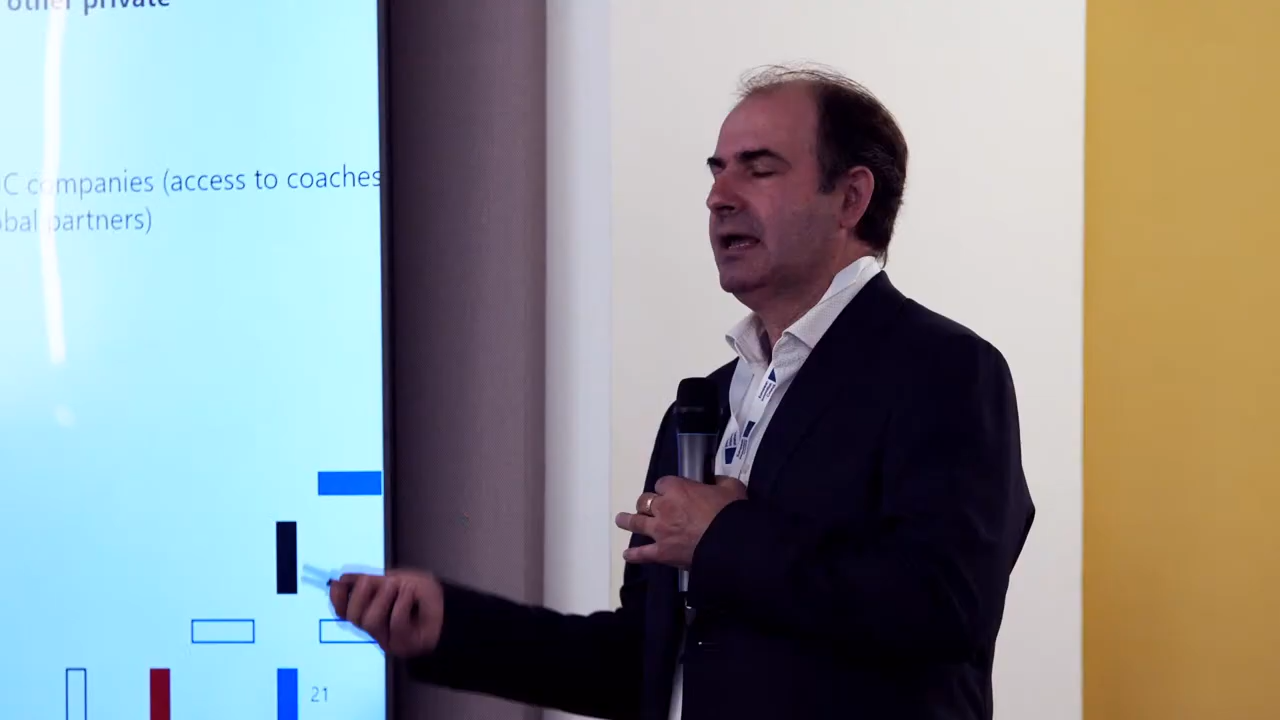 other private
C companies (access to coaches
obal partners)
21